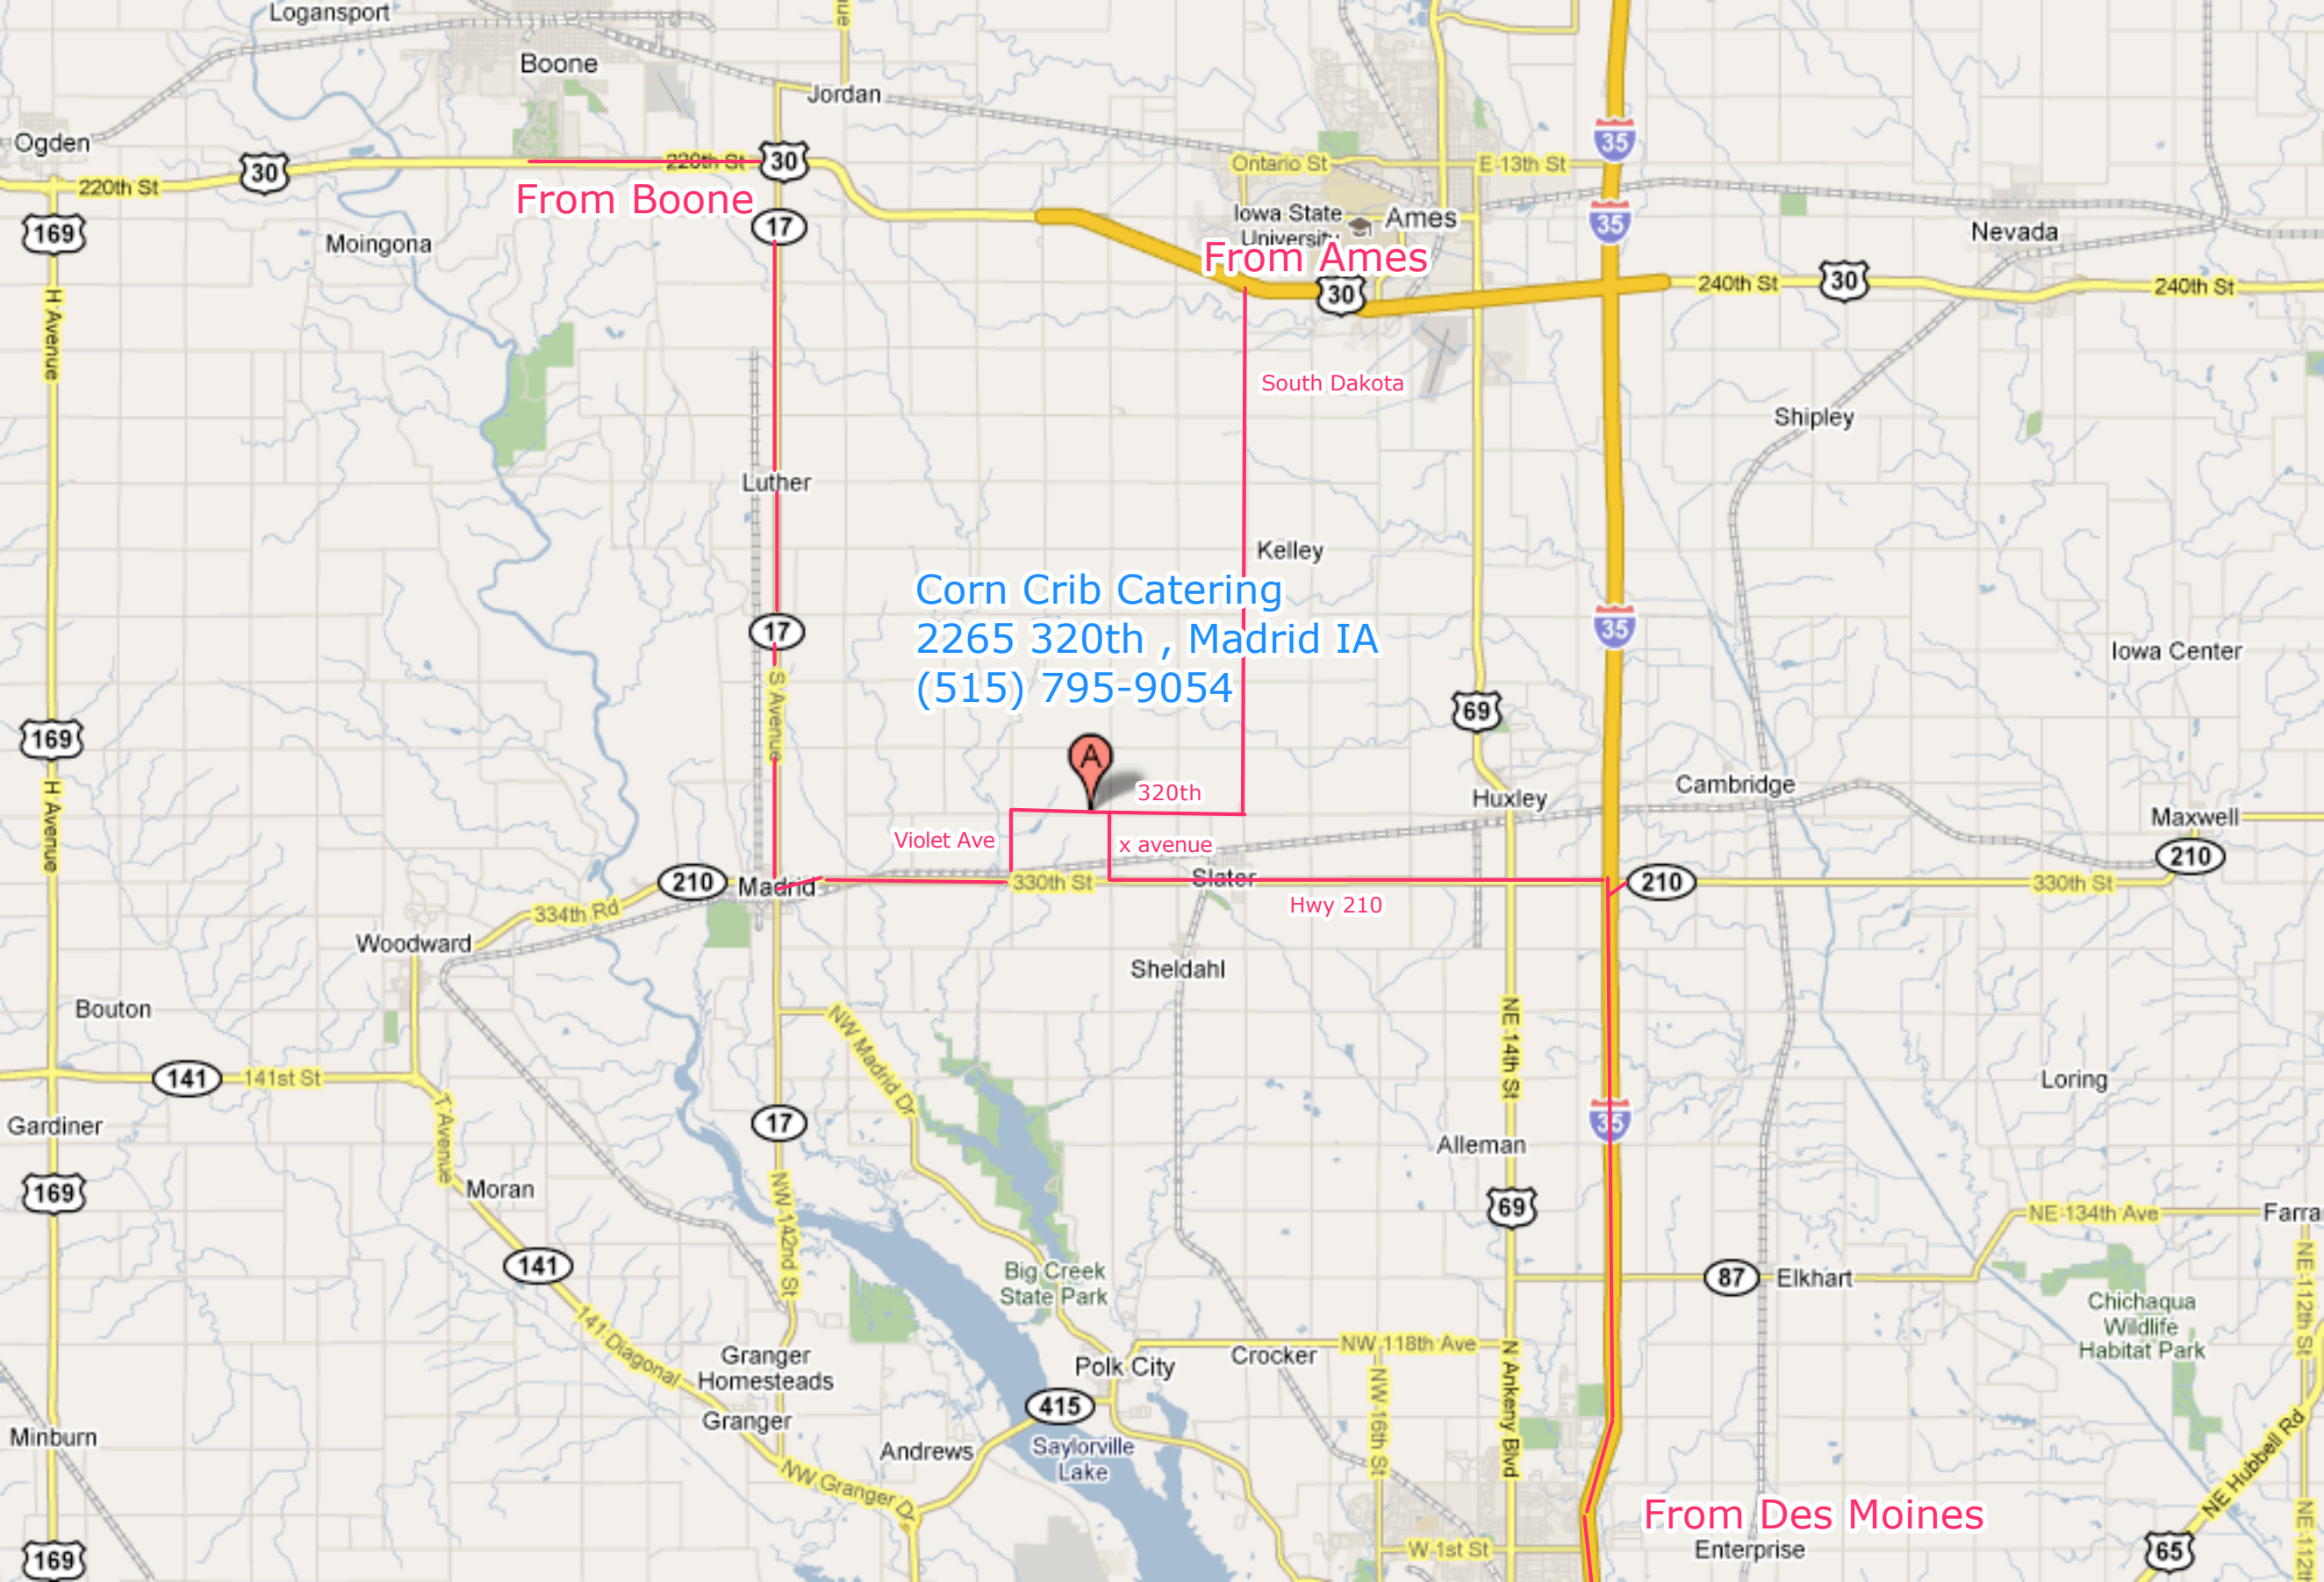 Logansport
Boone
Jordan
Ogden
30
220th St
30
220th St
From Boone
169
17
Moingona
H Avenue
Ontario St
E 13th St
35
Iowa State
University
Ames
35
From Ames
30
Nevada
240th St
30
240th St
South Dakota
Shipley
Luther
Kelley
Corn Crib Catering
2265 320th , Madrid IA
(515) 795-9054
17
S Avenue
35
Iowa Center
69
169
A
320th
H Avenue
Huxley
Cambridge
Maxwell
Violet Ave
x avenue
210
210
Madrid
330th St
Slater
210
330th St
Hwy 210
334th Rd
Woodward
Sheldahl
Bouton
NW Madrid Dr
NE 14th St
141
141st St
Loring
T Avenue
17
35
Gardiner
Alleman
169
Moran
NW 142nd St
69
NE 134th Ave
Farra
141
Big Creek
State Park
87
Elkhart
NE 112th St
Chichaqua
Wildlife
Habitat Park
141 Diagonal
Granger
Homesteads
Polk City
Crocker
NW 118th Ave
N Ankeny Blvd
NW 16th St
415
Granger
Minburn
Andrews
Saylorville
Lake
NW Granger Dr
NE Hubbell Rd
From Des Moines
Enterprise
W 1st St
169
65